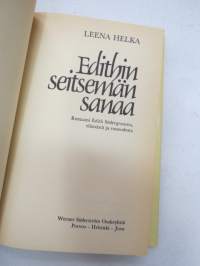 LEENA HELKA
Edithin
seitsemän
sanaa
Romaani Edith Södergranista,
elämästä ja runoudesta
Werner Söderström Osakeyhtiö
Porvoo – Helsinki – Juva